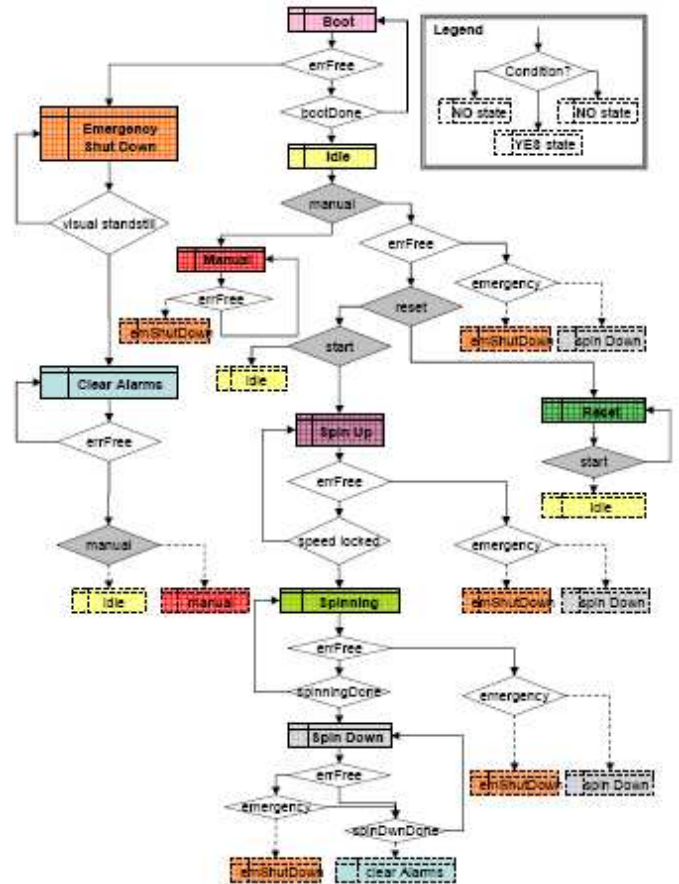 Boot
Legend
errFree
Condition?
bootDone
NO state
NO state
YES state
Emergency
Shut Down
Idle
manual
visual standstill
errFree
Manual
emergency
errFree
reset
emShutDown
start
emShutDown
spin Down
Idle
Clear Alarms
Reset
Spin Up
errFree
start
errFree
Idle
speed locked
emergency
manual
Idle
manual
Spinning
emShutDown
spin Down
errFree
spinningDone
emergency
Spin Down
errFree
emShutDown
spin Down
emergency
spinDwnDone
emShutDown
clear Alarms